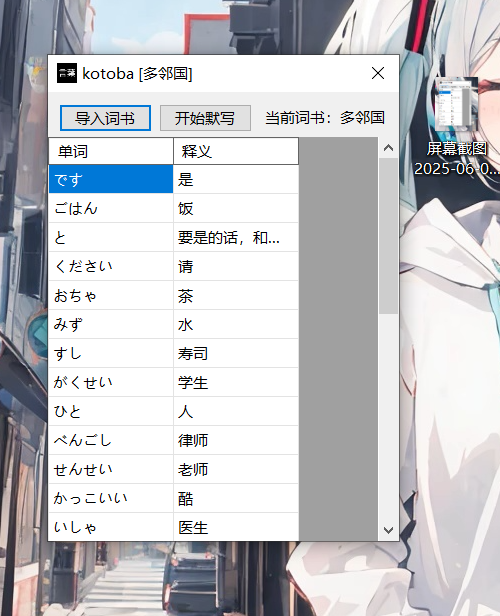 言葉 kotoba [多邻国]
导入词书 开始默写 当前词书：多邻国
单词 释义
です 是
ごはん 饭
と 要是的话，和...
ください 请
おちゃ 茶
みず 水
すし 寿司
がくせい 学生
ひと 人
べんごし 律师
せんせい 老师
かっこいい 酷
いしゃ 医生
屏幕截图
2025-06-0...